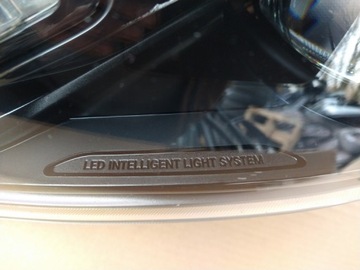 LED INTELLIGENT LIGHT SYSTEM